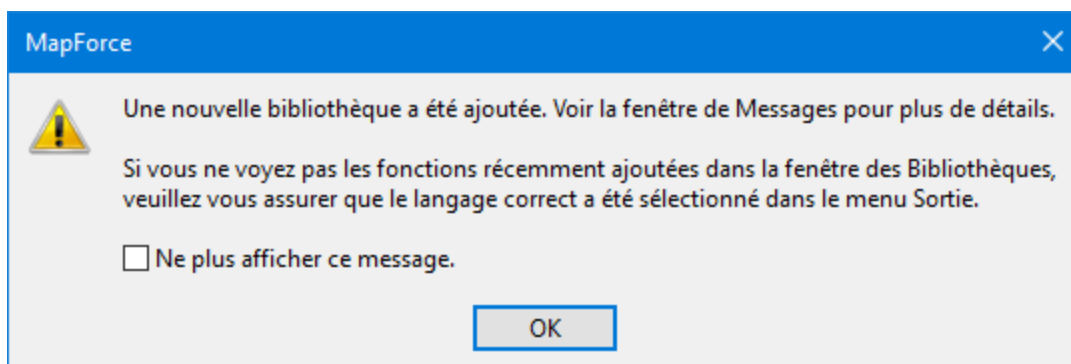 MapForce
Une nouvelle bibliothèque a été ajoutée. Voir la fenêtre de Messages pour plus de détails.
Si vous ne voyez pas les fonctions récemment ajoutées dans la fenêtre des Bibliothèques,
veuillez vous assurer que le langage correct a été sélectionné dans le menu Sortie.
Ne plus afficher ce message.
OK